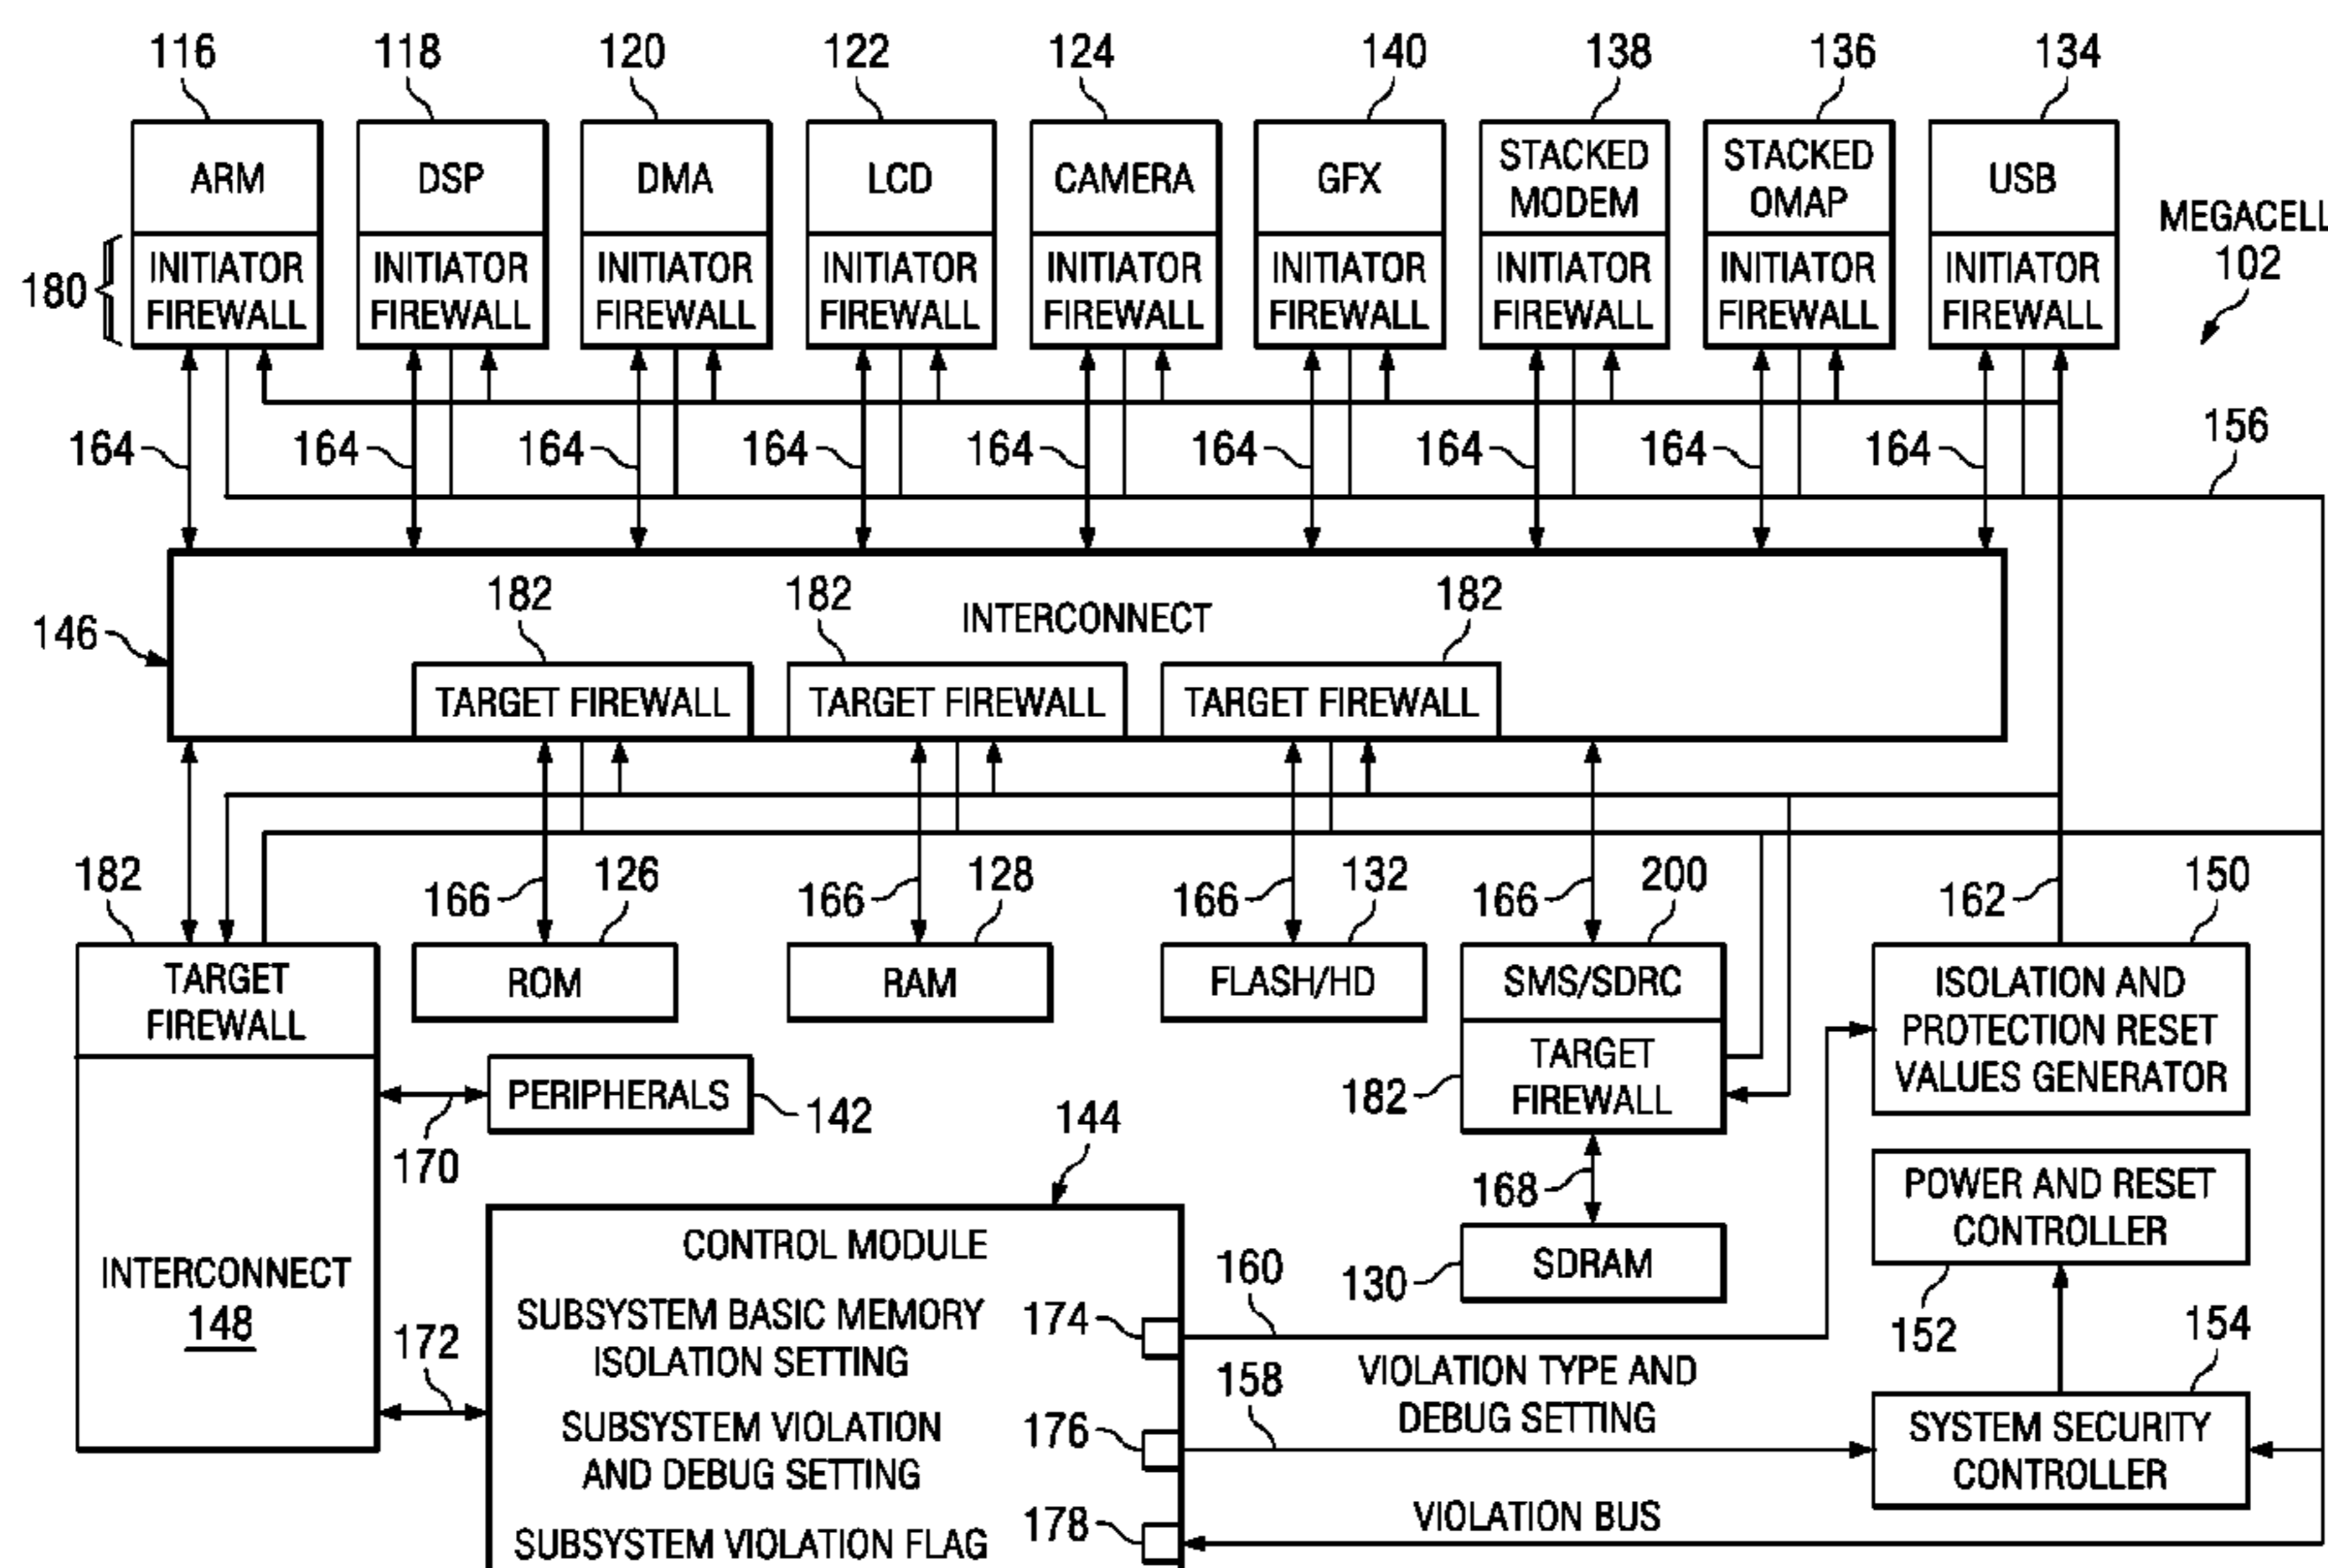 116 118 120 122 124 140 138 136 134
ARM DSP DMA LCD CAMERA GFX STACKED MODEM STACKED OMAP USB
MEGACELL
102
180
INITIATOR FIREWALL INITIATOR FIREWALL INITIATOR FIREWALL INITIATOR FIREWALL INITIATOR FIREWALL INITIATOR FIREWALL INITIATOR FIREWALL INITIATOR FIREWALL INITIATOR FIREWALL
164 164 164 164 164 164 164 164 164 156
182 182 182
146 INTERCONNECT
TARGET FIREWALL TARGET FIREWALL TARGET FIREWALL
182 166 126 166 128 166 132 166 200 162 150
TARGET
FIREWALL
ROM RAM FLASH/HD SMS/SDRC
ISOLATION AND
PROTECTION RESET
VALUES GENERATOR
TARGET
FIREWALL
182
PERIPHERALS 142
170
144
168
POWER AND RESET
CONTROLLER
152
SDRAM
130
INTERCONNECT
148
172
CONTROL MODULE
SUBSYSTEM BASIC MEMORY
ISOLATION SETTING
174
160
VIOLATION TYPE AND
DEBUG SETTING
154
SUBSYSTEM VIOLATION
AND DEBUG SETTING
176
158
SYSTEM SECURITY
CONTROLLER
VIOLATION BUS
SUBSYSTEM VIOLATION FLAG
178